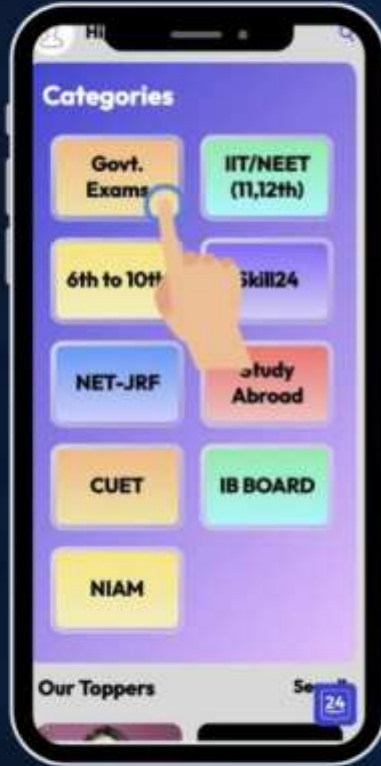 Hi
Categories
Govt.
Exams
IIT/NEET
(11,12th)
6th to 10th
Skill24
NET-JRF
Study
Abroad
CUET
IB BOARD
NIAM
Our Toppers
24